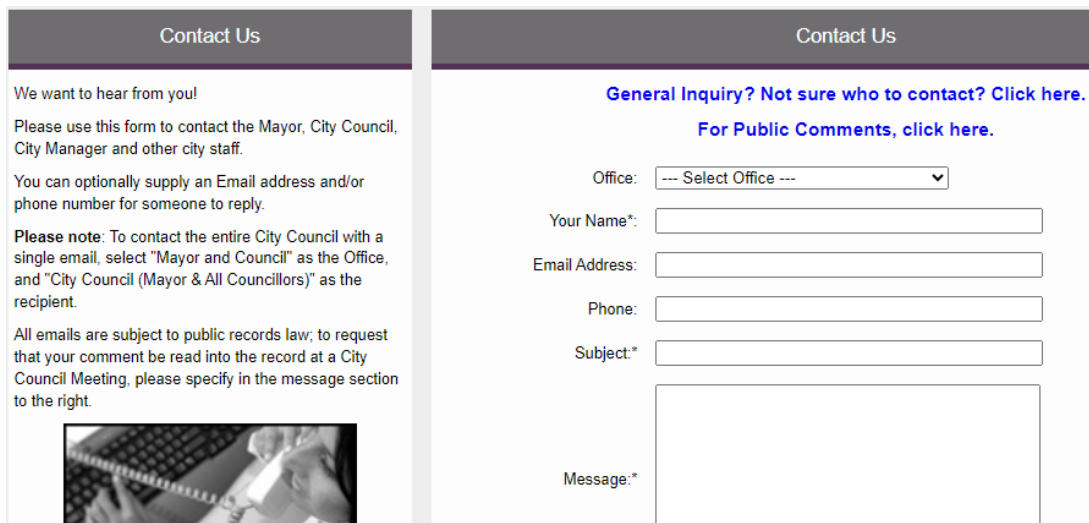 Contact Us
We want to hear from you!
Please use this form to contact the Mayor, City Council,
City Manager and other city staff.
You can optionally supply an Email address and/or
phone number for someone to reply.
Please note: To contact the entire City Council with a
single email, select "Mayor and Council" as the Office,
and "City Council (Mayor & All Councillors)" as the
recipient.
All emails are subject to public records law; to request
that your comment be read into the record at a City
Council Meeting, please specify in the message section
to the right.
Contact Us
General Inquiry? Not sure who to contact? Click here.
For Public Comments, click here.
Office: --- Select Office ---
Your Name*:
Email Address:
Phone:
Subject:*
Message:*